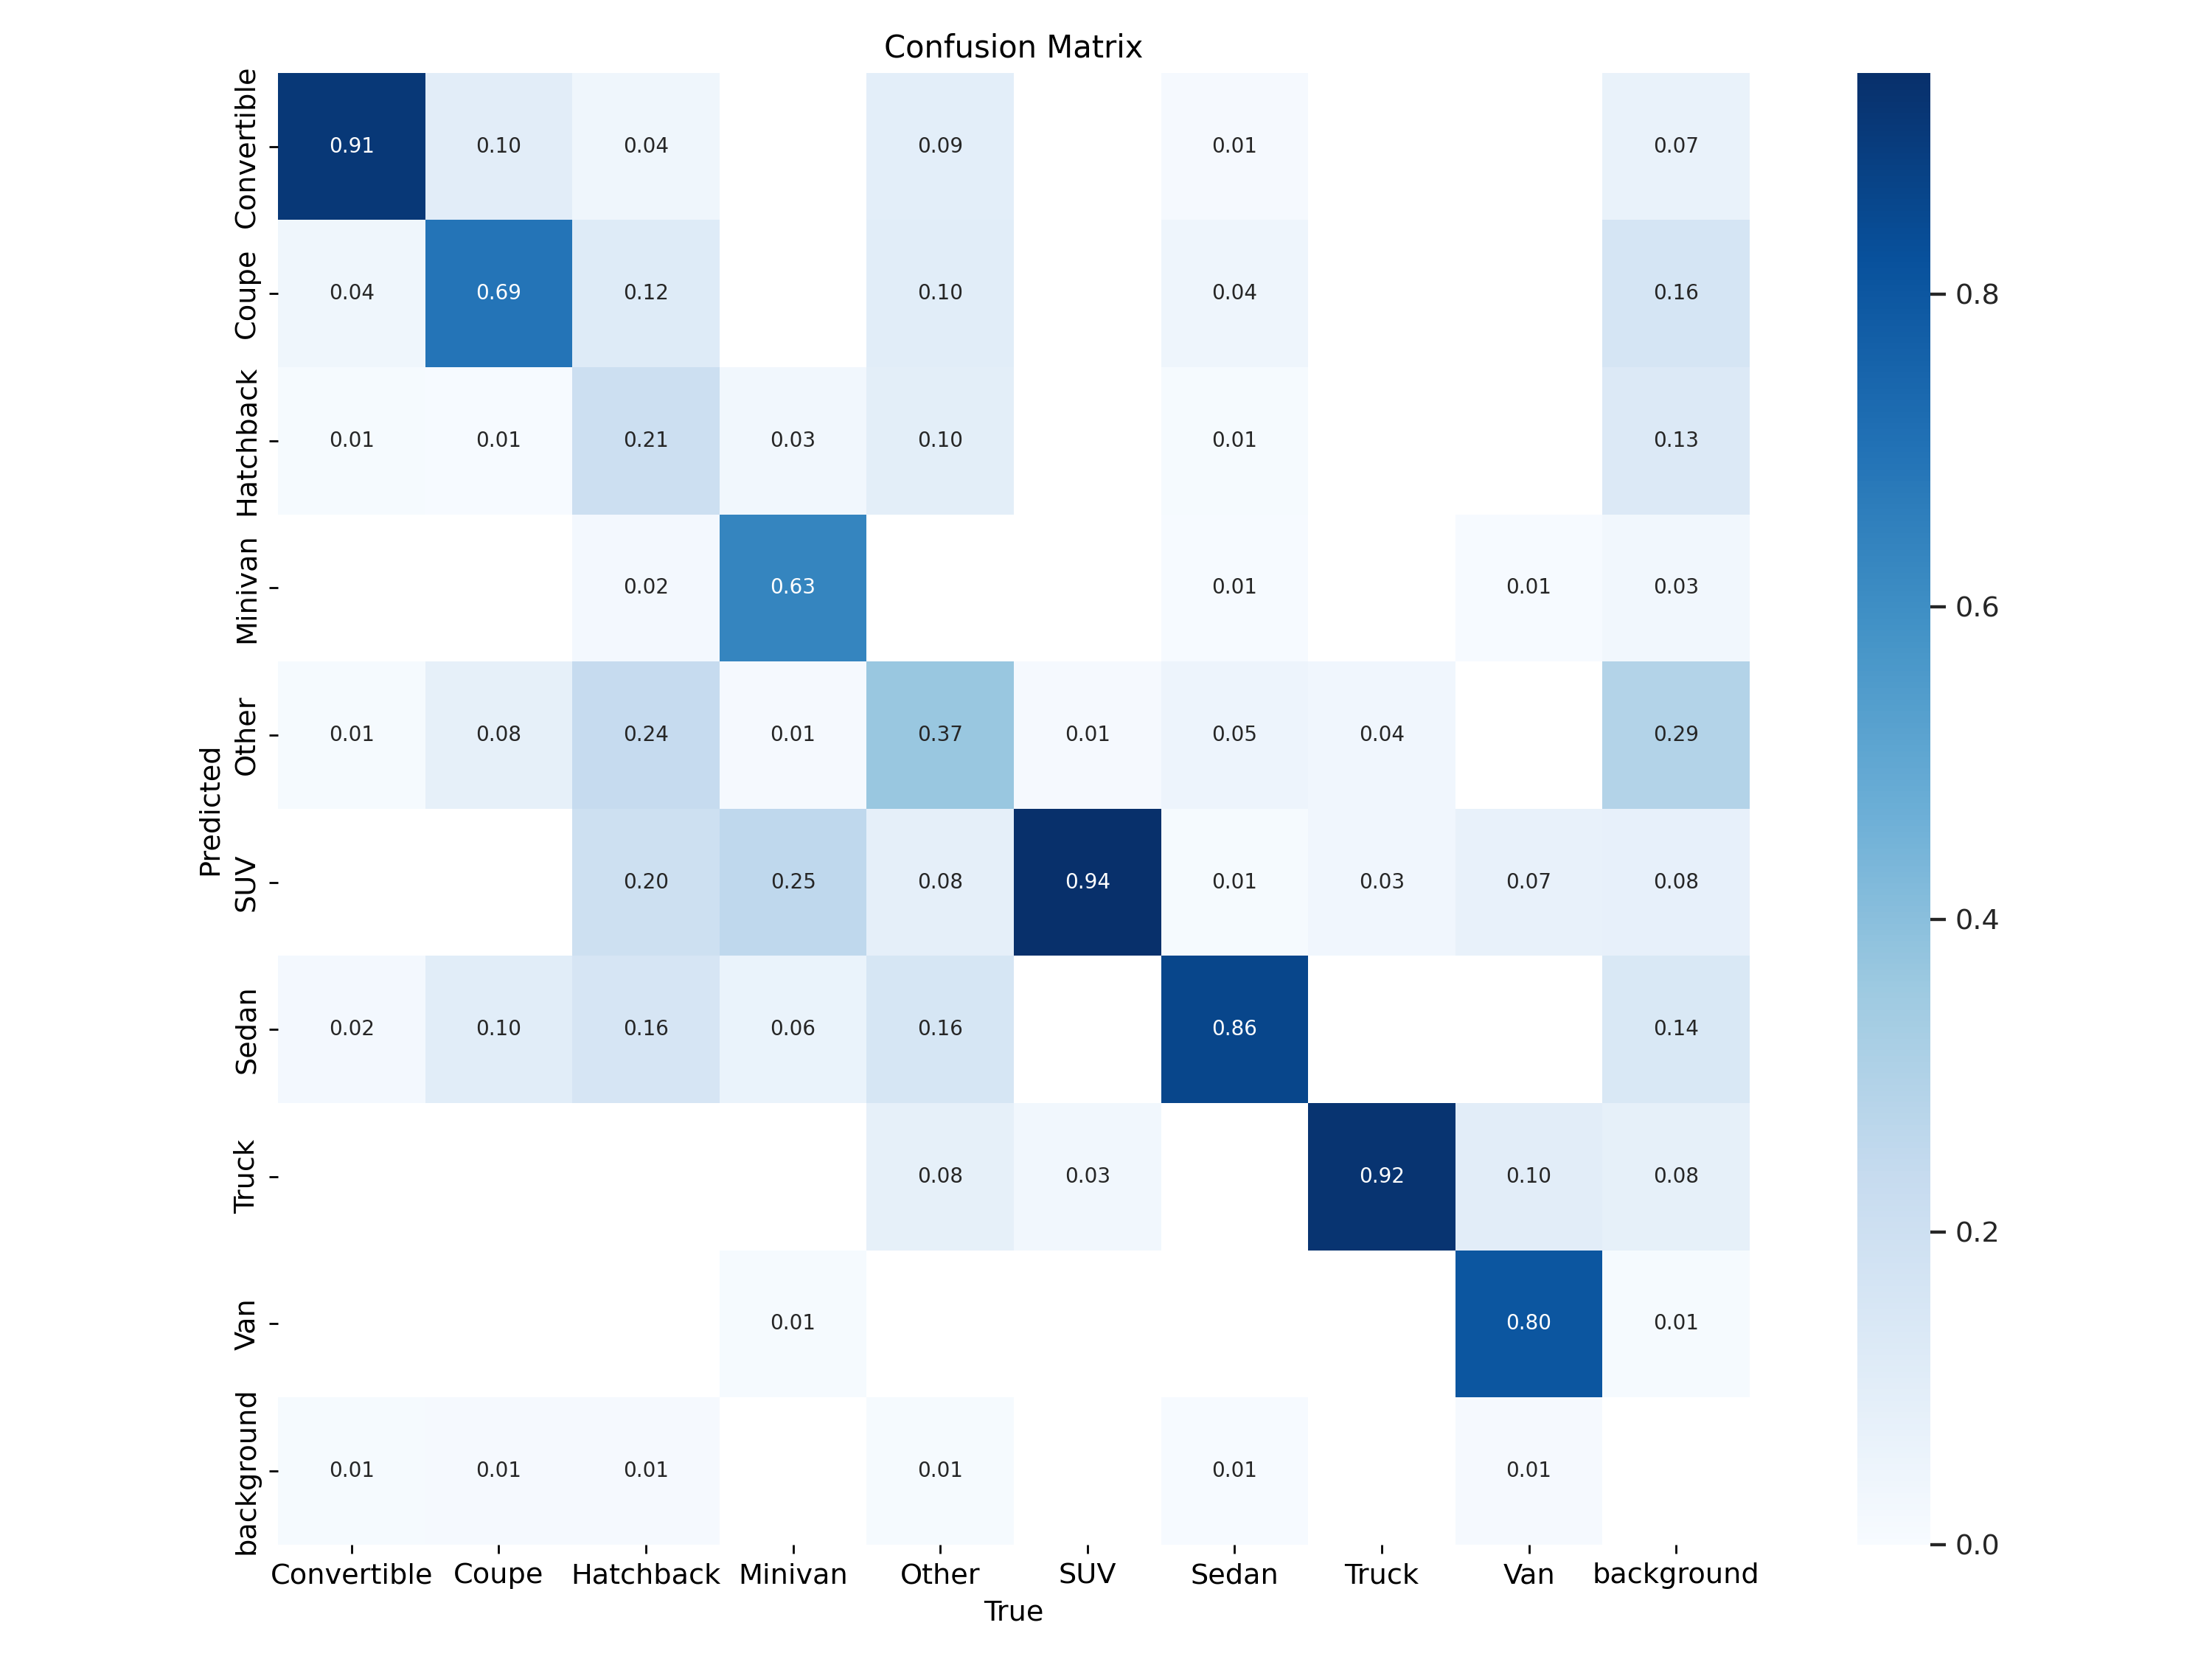 Confusion Matrix
Convertible 0.91 0.10 0.04 0.09 0.01 0.07
Coupe 0.04 0.69 0.12 0.10 0.04 0.16 0.8
Hatchback 0.01 0.01 0.21 0.03 0.10 0.01 0.13
Minivan 0.02 0.63 0.01 0.01 0.03 0.6
Other 0.01 0.08 0.24 0.01 0.37 0.01 0.05 0.04 0.29
Predicted
SUV 0.20 0.25 0.08 0.94 0.01 0.03 0.07 0.08 0.4
Sedan 0.02 0.10 0.16 0.06 0.16 0.86 0.14
Truck 0.08 0.03 0.92 0.10 0.08 0.2
Van 0.01 0.80 0.01
background 0.01 0.01 0.01 0.01 0.01 0.01 0.0
Convertible Coupe Hatchback Minivan Other SUV Sedan Truck Van background
True